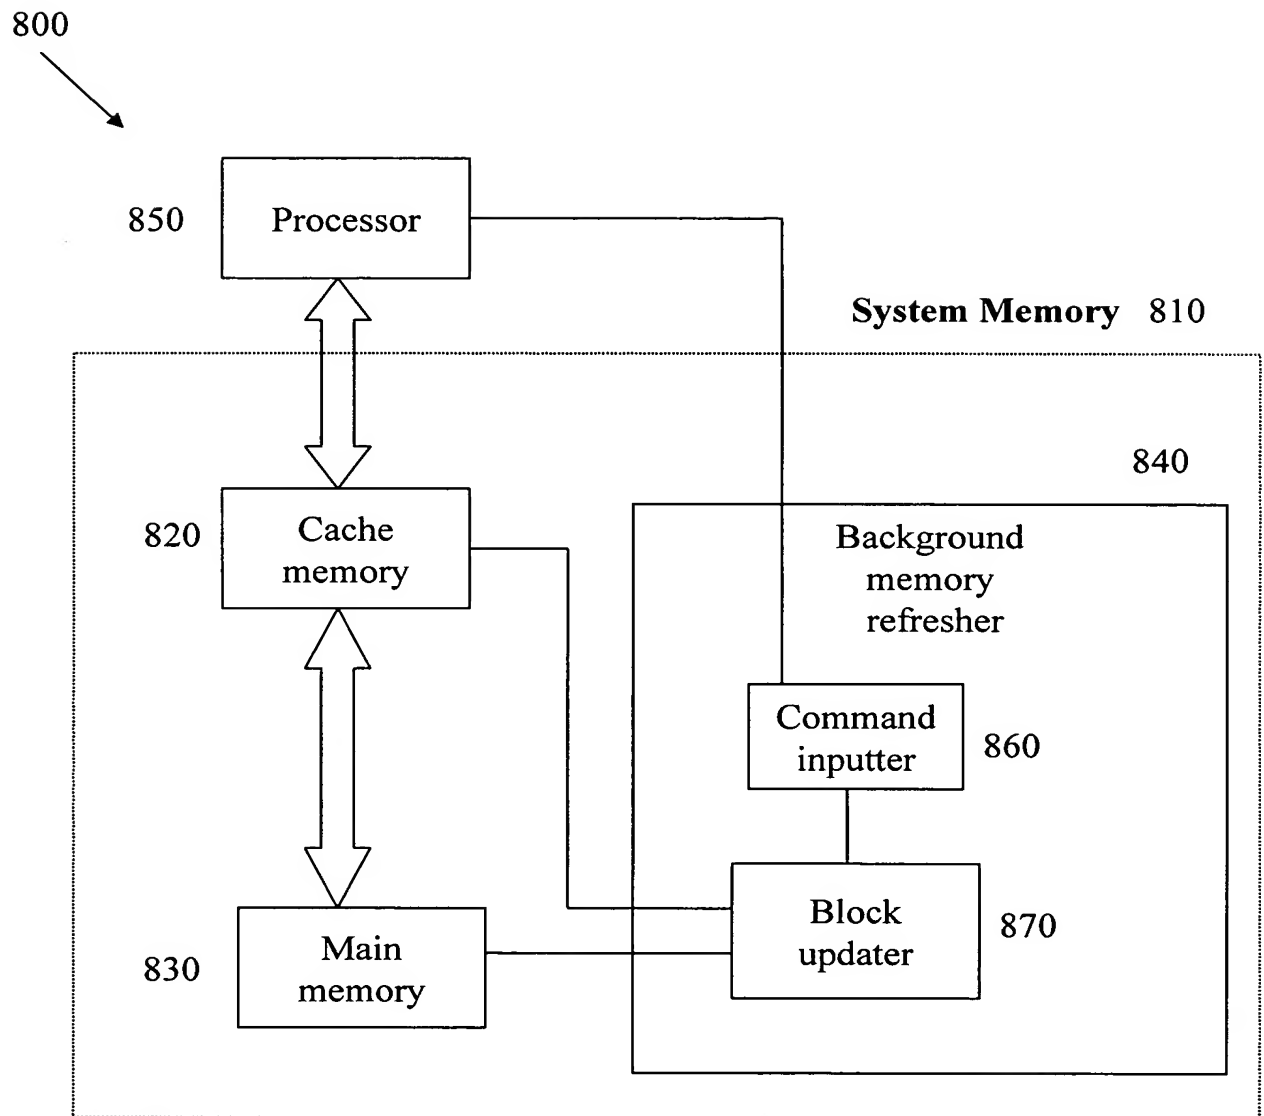 800
850
Processor
System Memory 810
840
820
Cache
memory
Background
memory
refresher
Command
inputter
860
Block
updater
870
830
Main
memory